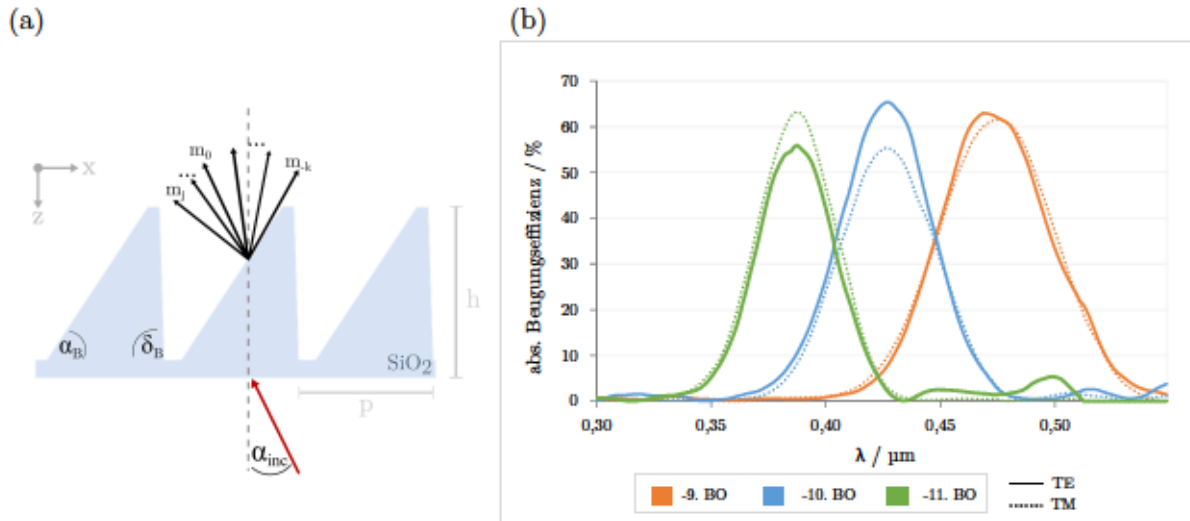 (a)
(b)
x
z
...
m₀
...
mⱼ
m-k
h
αB
δB
SiO₂
p
αinc
abs. Beugungseffizienz / %
70
60
50
40
30
20
10
0
0,30
0,35
0,40
0,45
0,50
λ / µm
-9. BO
-10. BO
-11. BO
TE
TM